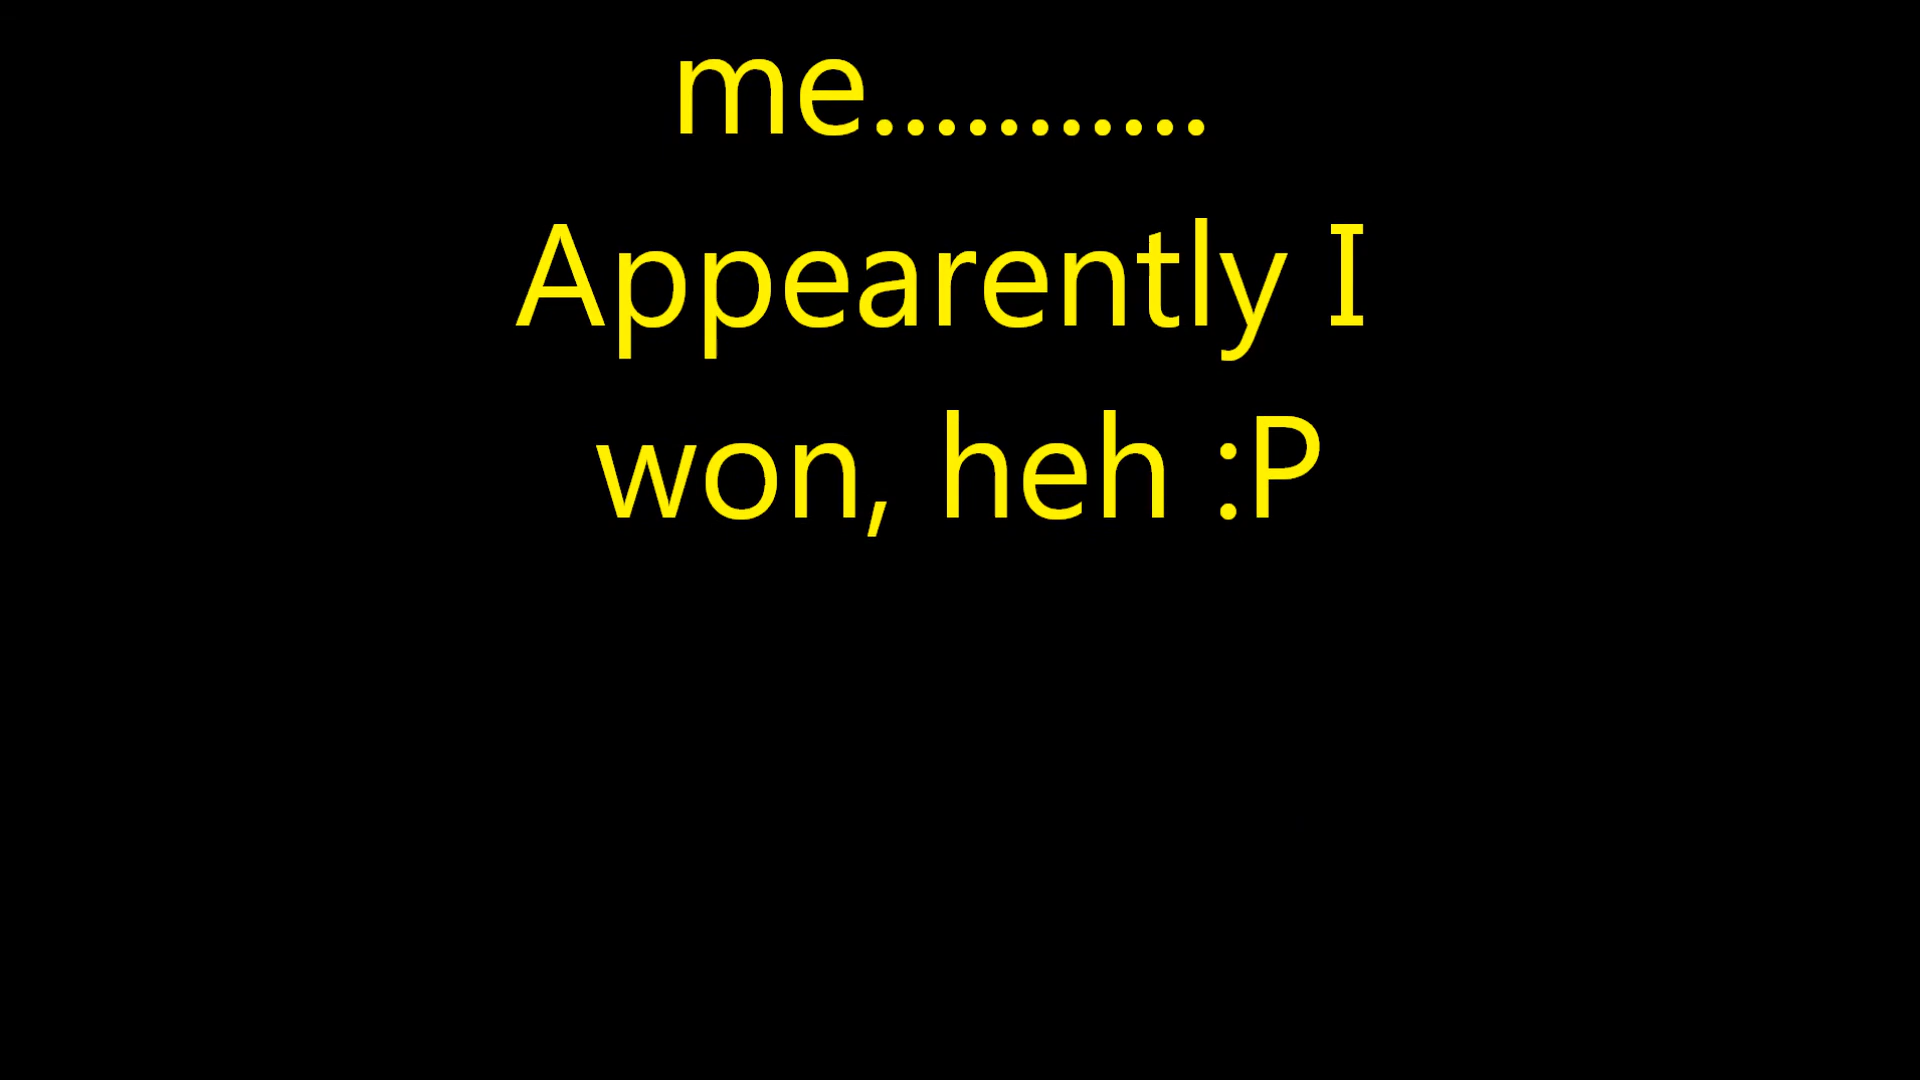 me...........
Appearently I
won, heh :P